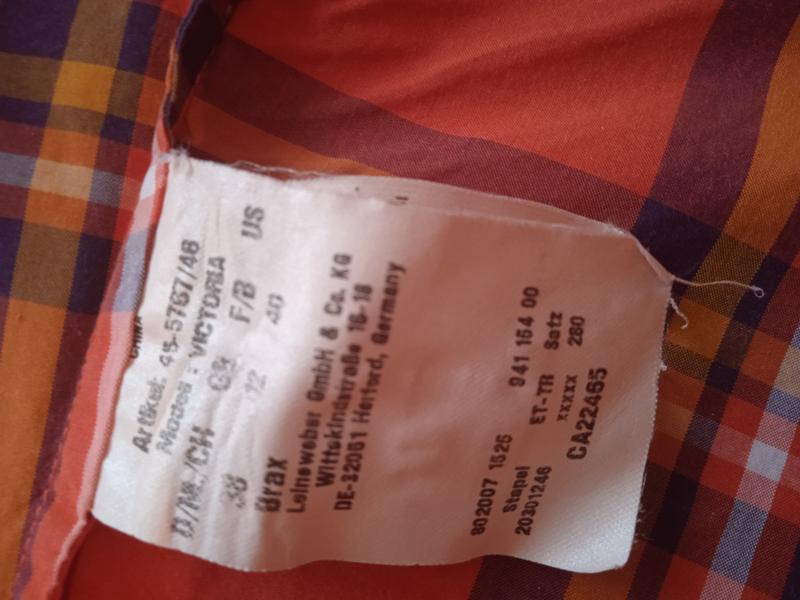 Artikel: 45-5767/46
Modell : VICTORIA
D/NL/CH GB F/B US
38 12 40
Brax
Leineweber GmbH & Co. KG
Wittekindstraße 16-18
DE-32051 Herford, Germany
802007 1525 941 154 00
Stapel ET-TR Satz
20301246 xxxxx 280
CA22465